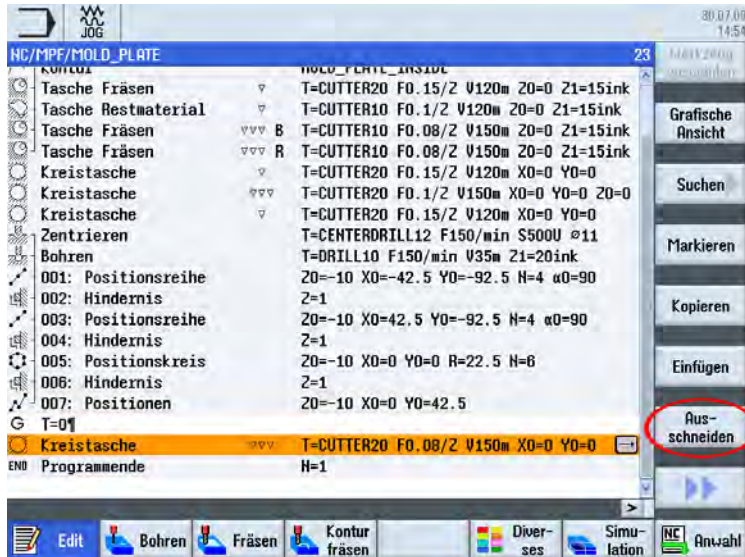 JOG
30.07.09
14:54
NC/MPF/MOLD_PLATE 23
Kontur MOLD_PLATE_INSIDE
Tasche Fräsen ▽ T=CUTTER20 F0.15/Z V120m Z0=0 Z1=15ink
Tasche Restmaterial ▽ T=CUTTER10 F0.1/Z V120m Z0=0 Z1=15ink
Tasche Fräsen ▽▽▽ B T=CUTTER10 F0.08/Z V150m Z0=0 Z1=15ink
Tasche Fräsen ▽▽▽ R T=CUTTER10 F0.08/Z V150m Z0=0 Z1=15ink
Kreistasche ▽ T=CUTTER20 F0.15/Z V120m X0=0 Y0=0
Kreistasche ▽▽▽ T=CUTTER20 F0.1/Z V150m X0=0 Y0=0 Z0=0
Kreistasche ▽ T=CUTTER20 F0.15/Z V120m X0=0 Y0=0
Zentrieren T=CENTERDRILL12 F150/min S500U ⌀11
Bohren T=DRILL10 F150/min V35m Z1=20ink
001: Positionsreihe Z0=-10 X0=-42.5 Y0=-92.5 N=4 α0=90
002: Hindernis Z=1
003: Positionsreihe Z0=-10 X0=42.5 Y0=-92.5 N=4 α0=90
004: Hindernis Z=1
005: Positionskreis Z0=-10 X0=0 Y0=0 R=22.5 N=6
006: Hindernis Z=1
007: Positionen Z0=-10 X0=0 Y0=42.5
G T=0¶
Kreistasche ▽▽▽ T=CUTTER20 F0.08/Z V150m X0=0 Y0=0
END Programmende N=1
Werkzeug
auswählen
Grafische
Ansicht
Suchen
Markieren
Kopieren
Einfügen
Aus-
schneiden
Edit
Bohren
Fräsen
Kontur
fräsen
Diver-
ses
Simu-
lation
NC Anwahl